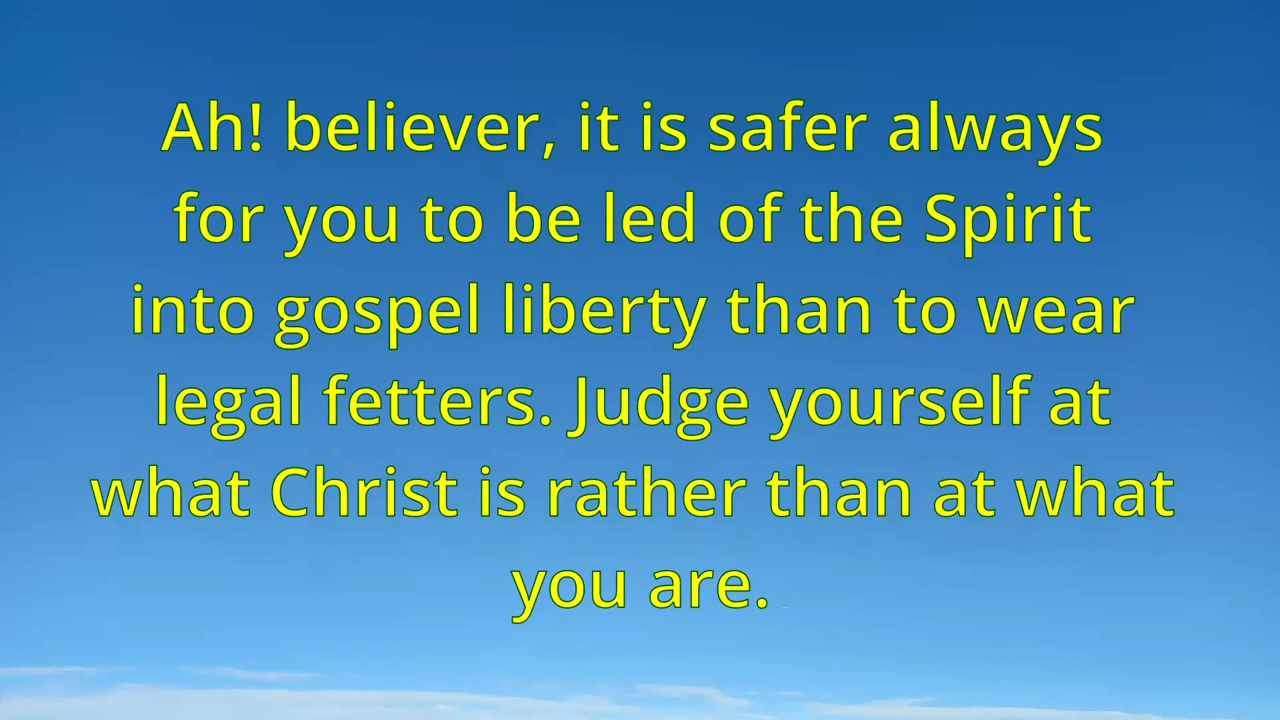 Ah! believer, it is safer always
for you to be led of the Spirit
into gospel liberty than to wear
legal fetters. Judge yourself at
what Christ is rather than at what
you are.